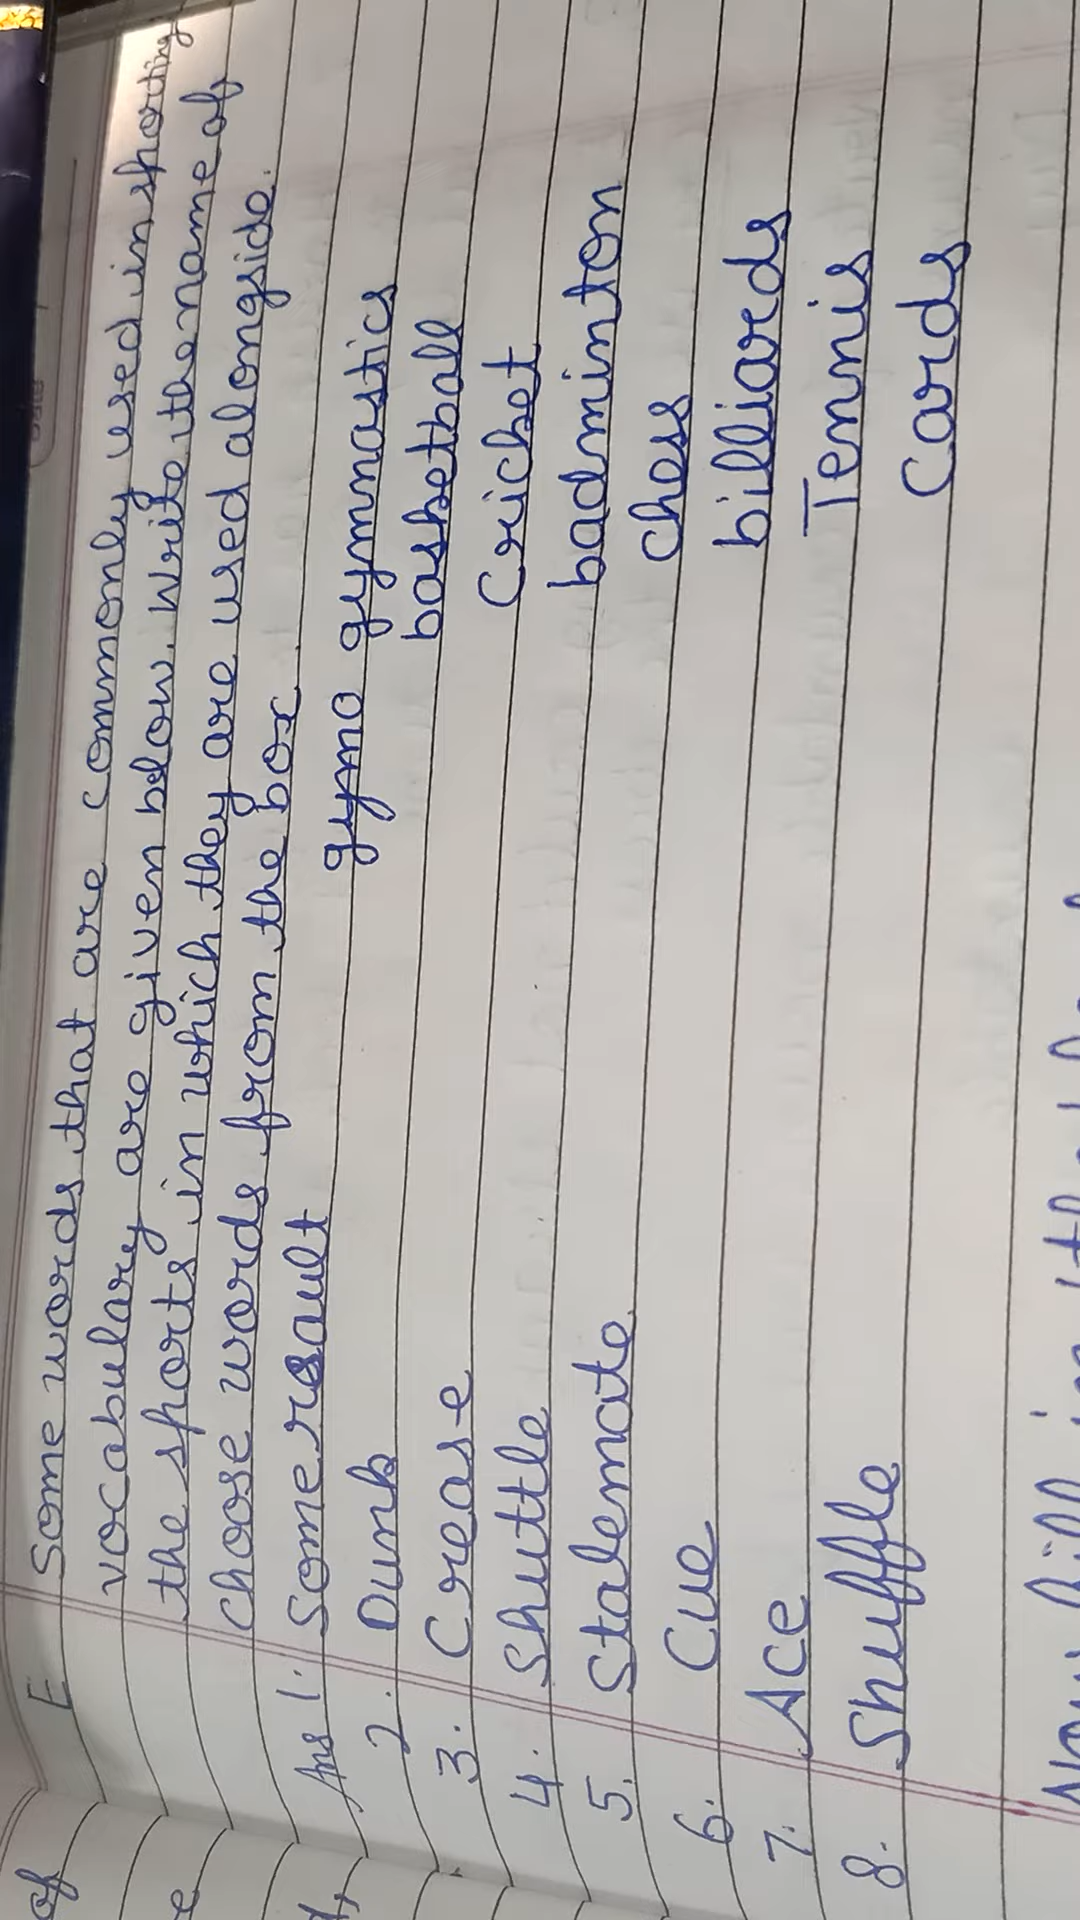 E Some words that are commonly used in sporting
vocabulary are given below. Write the name of
the sports in which they are used alongside.
Choose words from the box.
Ans 1. Somersault gymnastics
2. Dunk basketball
3. Crease Cricket
4. Shuttle badminton
5. Stalemate chess
6. Cue billiards
7. Ace Tennis
8. Shuffle Cards
of